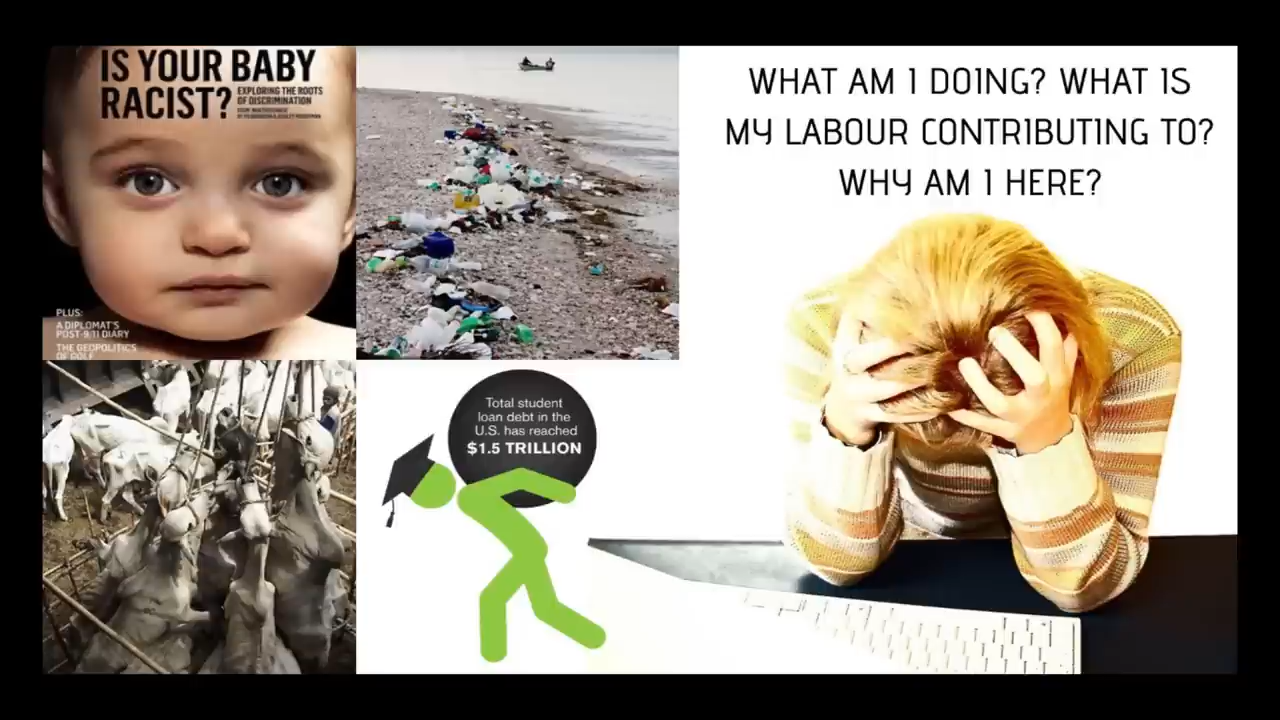 IS YOUR BABY
RACIST?
EXPLORING THE ROOTS
OF DISCRIMINATION
PLUS:
A DIPLOMAT'S
POST-9/11 DIARY
THE GEOPOLITICS
OF GOLF
Total student
loan debt in the
U.S. has reached
$1.5 TRILLION
WHAT AM I DOING? WHAT IS
MY LABOUR CONTRIBUTING TO?
WHY AM I HERE?